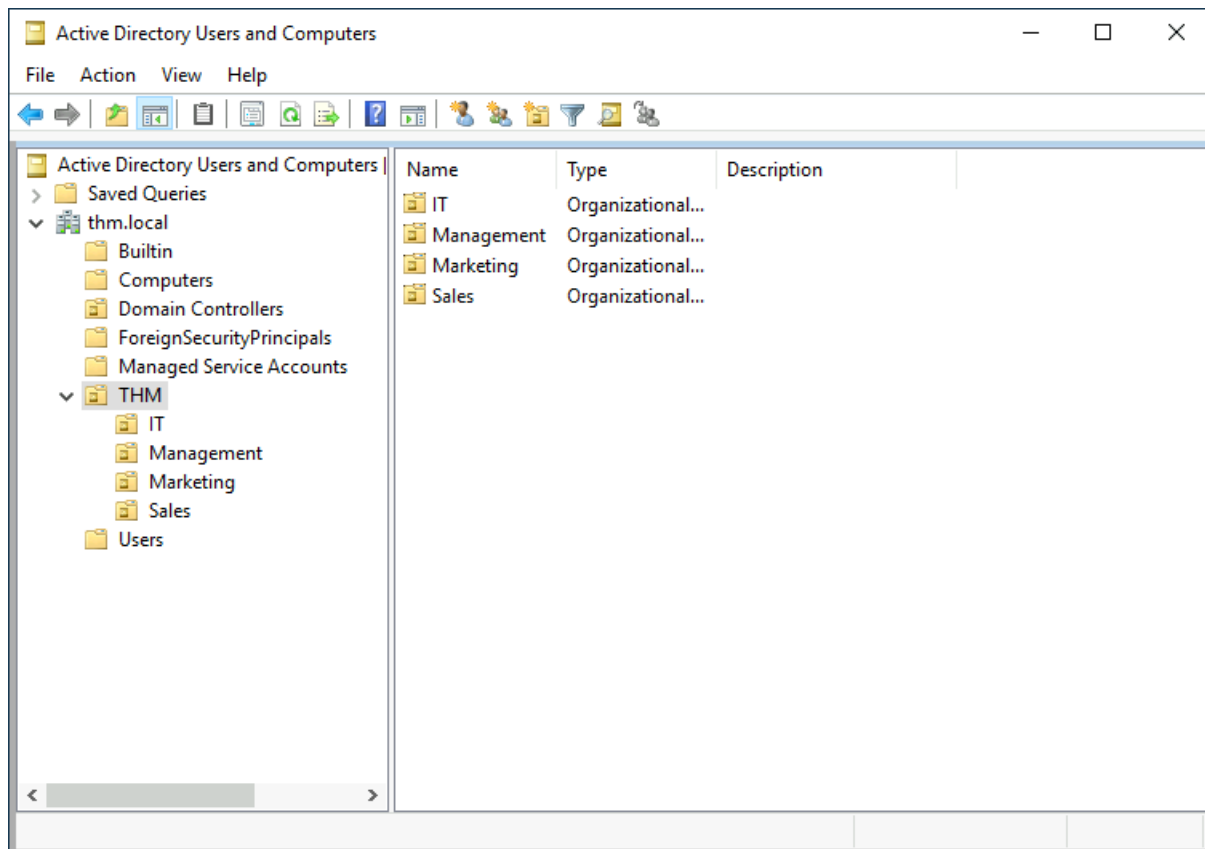 Active Directory Users and Computers
File Action View Help
Active Directory Users and Computers [
Saved Queries
thm.local
Builtin
Computers
Domain Controllers
ForeignSecurityPrincipals
Managed Service Accounts
THM
IT
Management
Marketing
Sales
Users
Name Type Description
IT Organizational...
Management Organizational...
Marketing Organizational...
Sales Organizational...